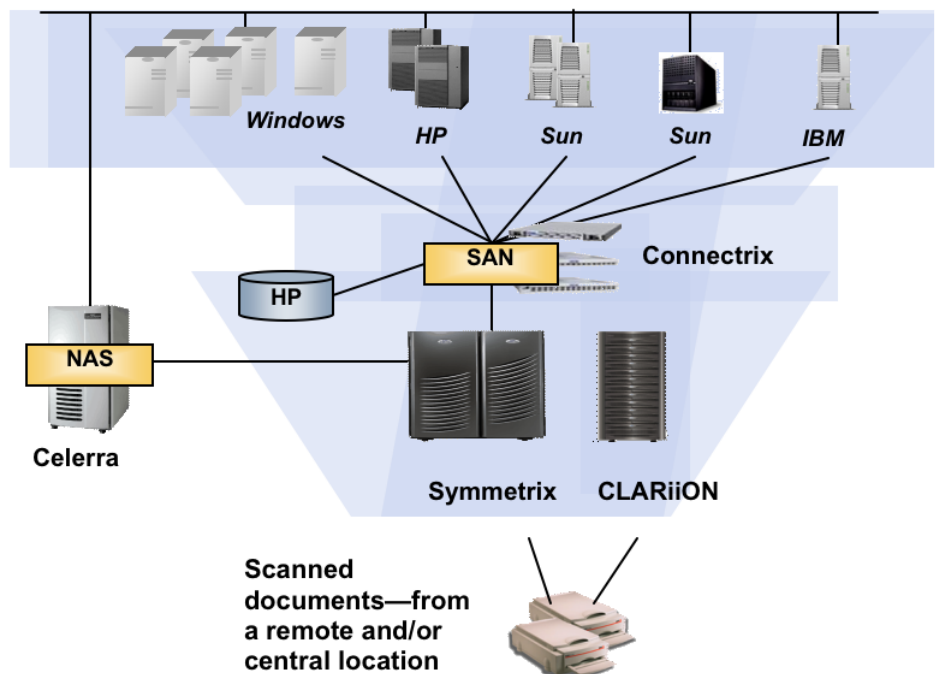 Windows
HP
Sun
Sun
IBM
SAN
Connectrix
HP
NAS
Celerra
Symmetrix
CLARiiON
Scanned
documents—from
a remote and/or
central location